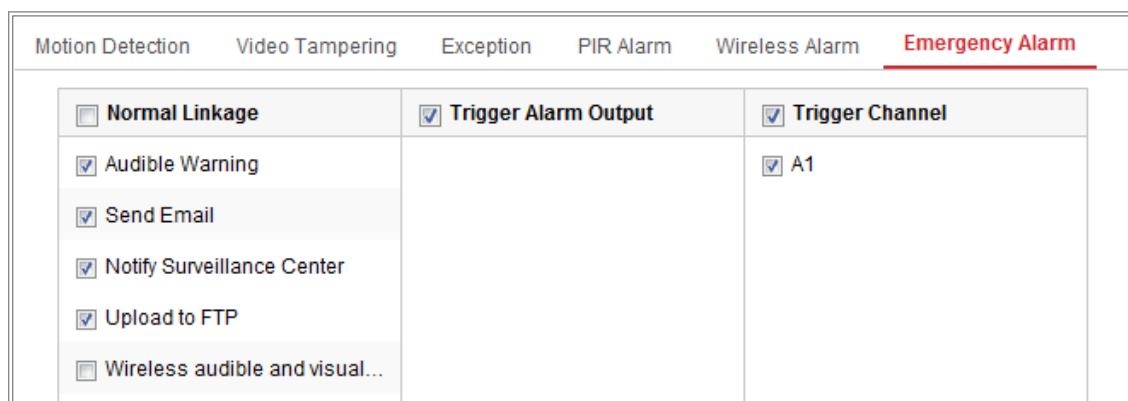 Motion Detection Video Tampering Exception PIR Alarm Wireless Alarm Emergency Alarm
Normal Linkage Trigger Alarm Output Trigger Channel
Audible Warning A1
Send Email
Notify Surveillance Center
Upload to FTP
Wireless audible and visual...